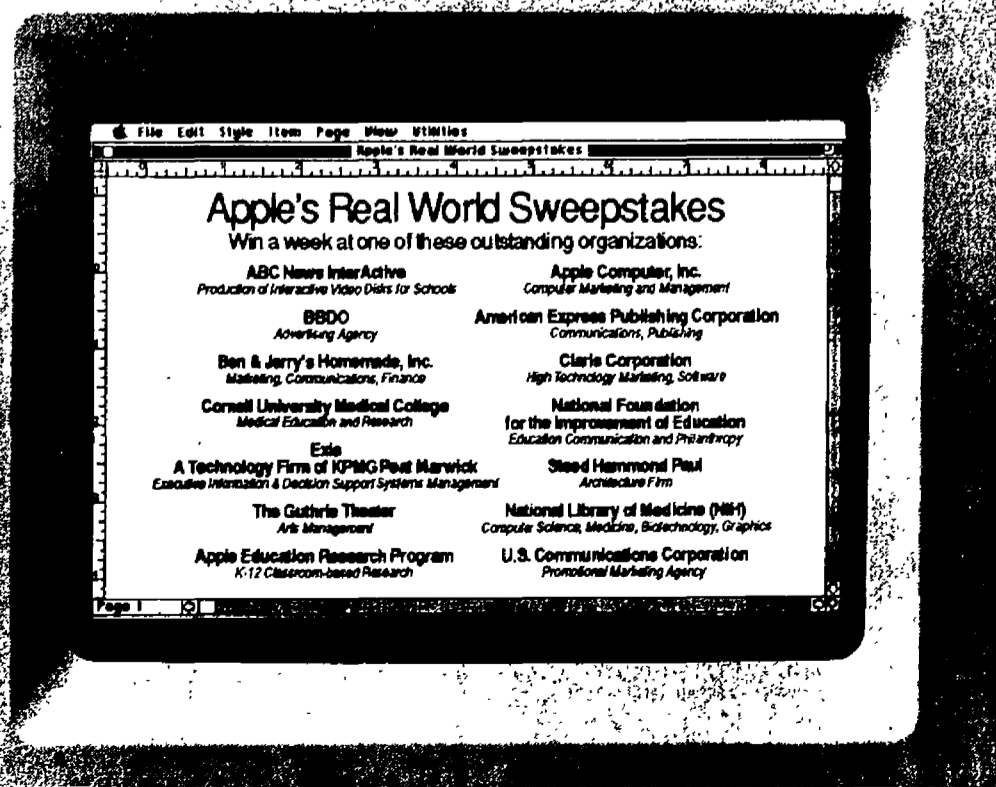 File Edit Style Item Page View Utilities
Apple's Real World Sweepstakes
Apple's Real World Sweepstakes
Win a week at one of these outstanding organizations:
ABC News InterActive
Production of Interactive Video Disks for Schools
BBDO
Advertising Agency
Ben & Jerry's Homemade, Inc.
Marketing, Communications, Finance
Cornell University Medical College
Medical Education and Research
Exis
A Technology Firm of KPMG Peat Marwick
Executive Information & Decision Support Systems Management
The Guthrie Theater
Arts Management
Apple Education Research Program
K-12 Classroom-based Research
Apple Computer, Inc.
Computer Marketing and Management
American Express Publishing Corporation
Communications, Publishing
Claris Corporation
High Technology Marketing, Software
National Foundation
for the Improvement of Education
Education Communication and Philanthropy
Steed Hammond Paul
Architecture Firm
National Library of Medicine (NIH)
Computer Science, Medicine, Biotechnology, Graphics
U.S. Communications Corporation
Promotional Marketing Agency
Page 1